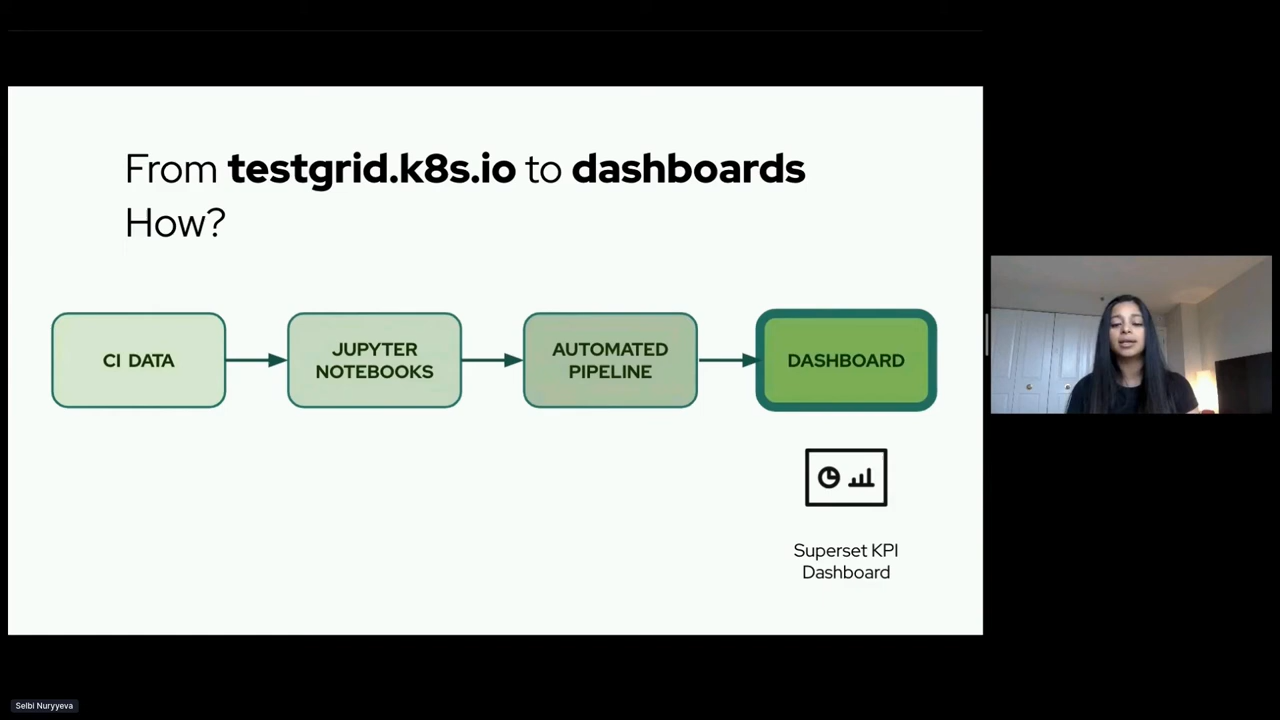 From testgrid.k8s.io to dashboards
How?
CI DATA
JUPYTER
NOTEBOOKS
AUTOMATED
PIPELINE
DASHBOARD
Superset KPI
Dashboard
Selbi Nuryyeva